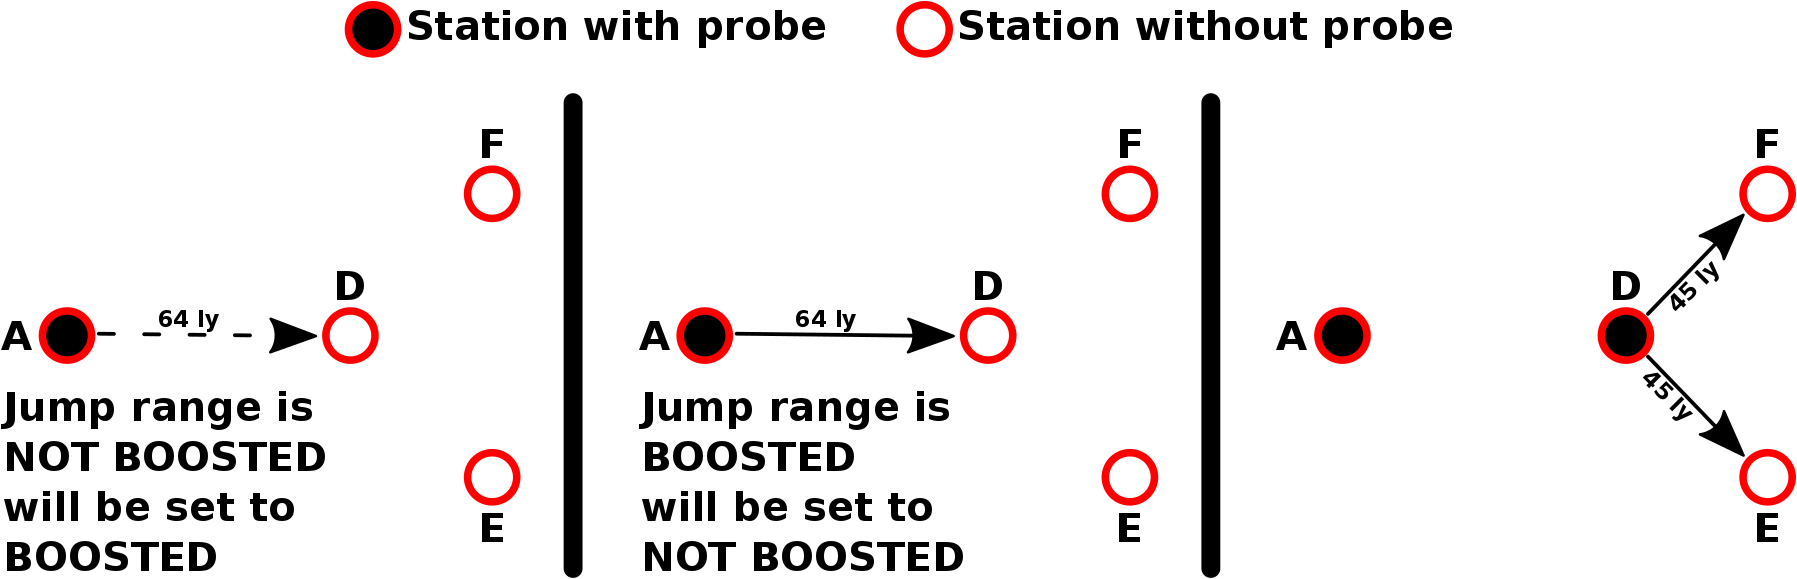 Station with probe
Station without probe
F
D
A
64 ly
E
Jump range is
NOT BOOSTED
will be set to
BOOSTED
F
D
A
64 ly
E
Jump range is
BOOSTED
will be set to
NOT BOOSTED
F
D
A
45 ly
45 ly
E